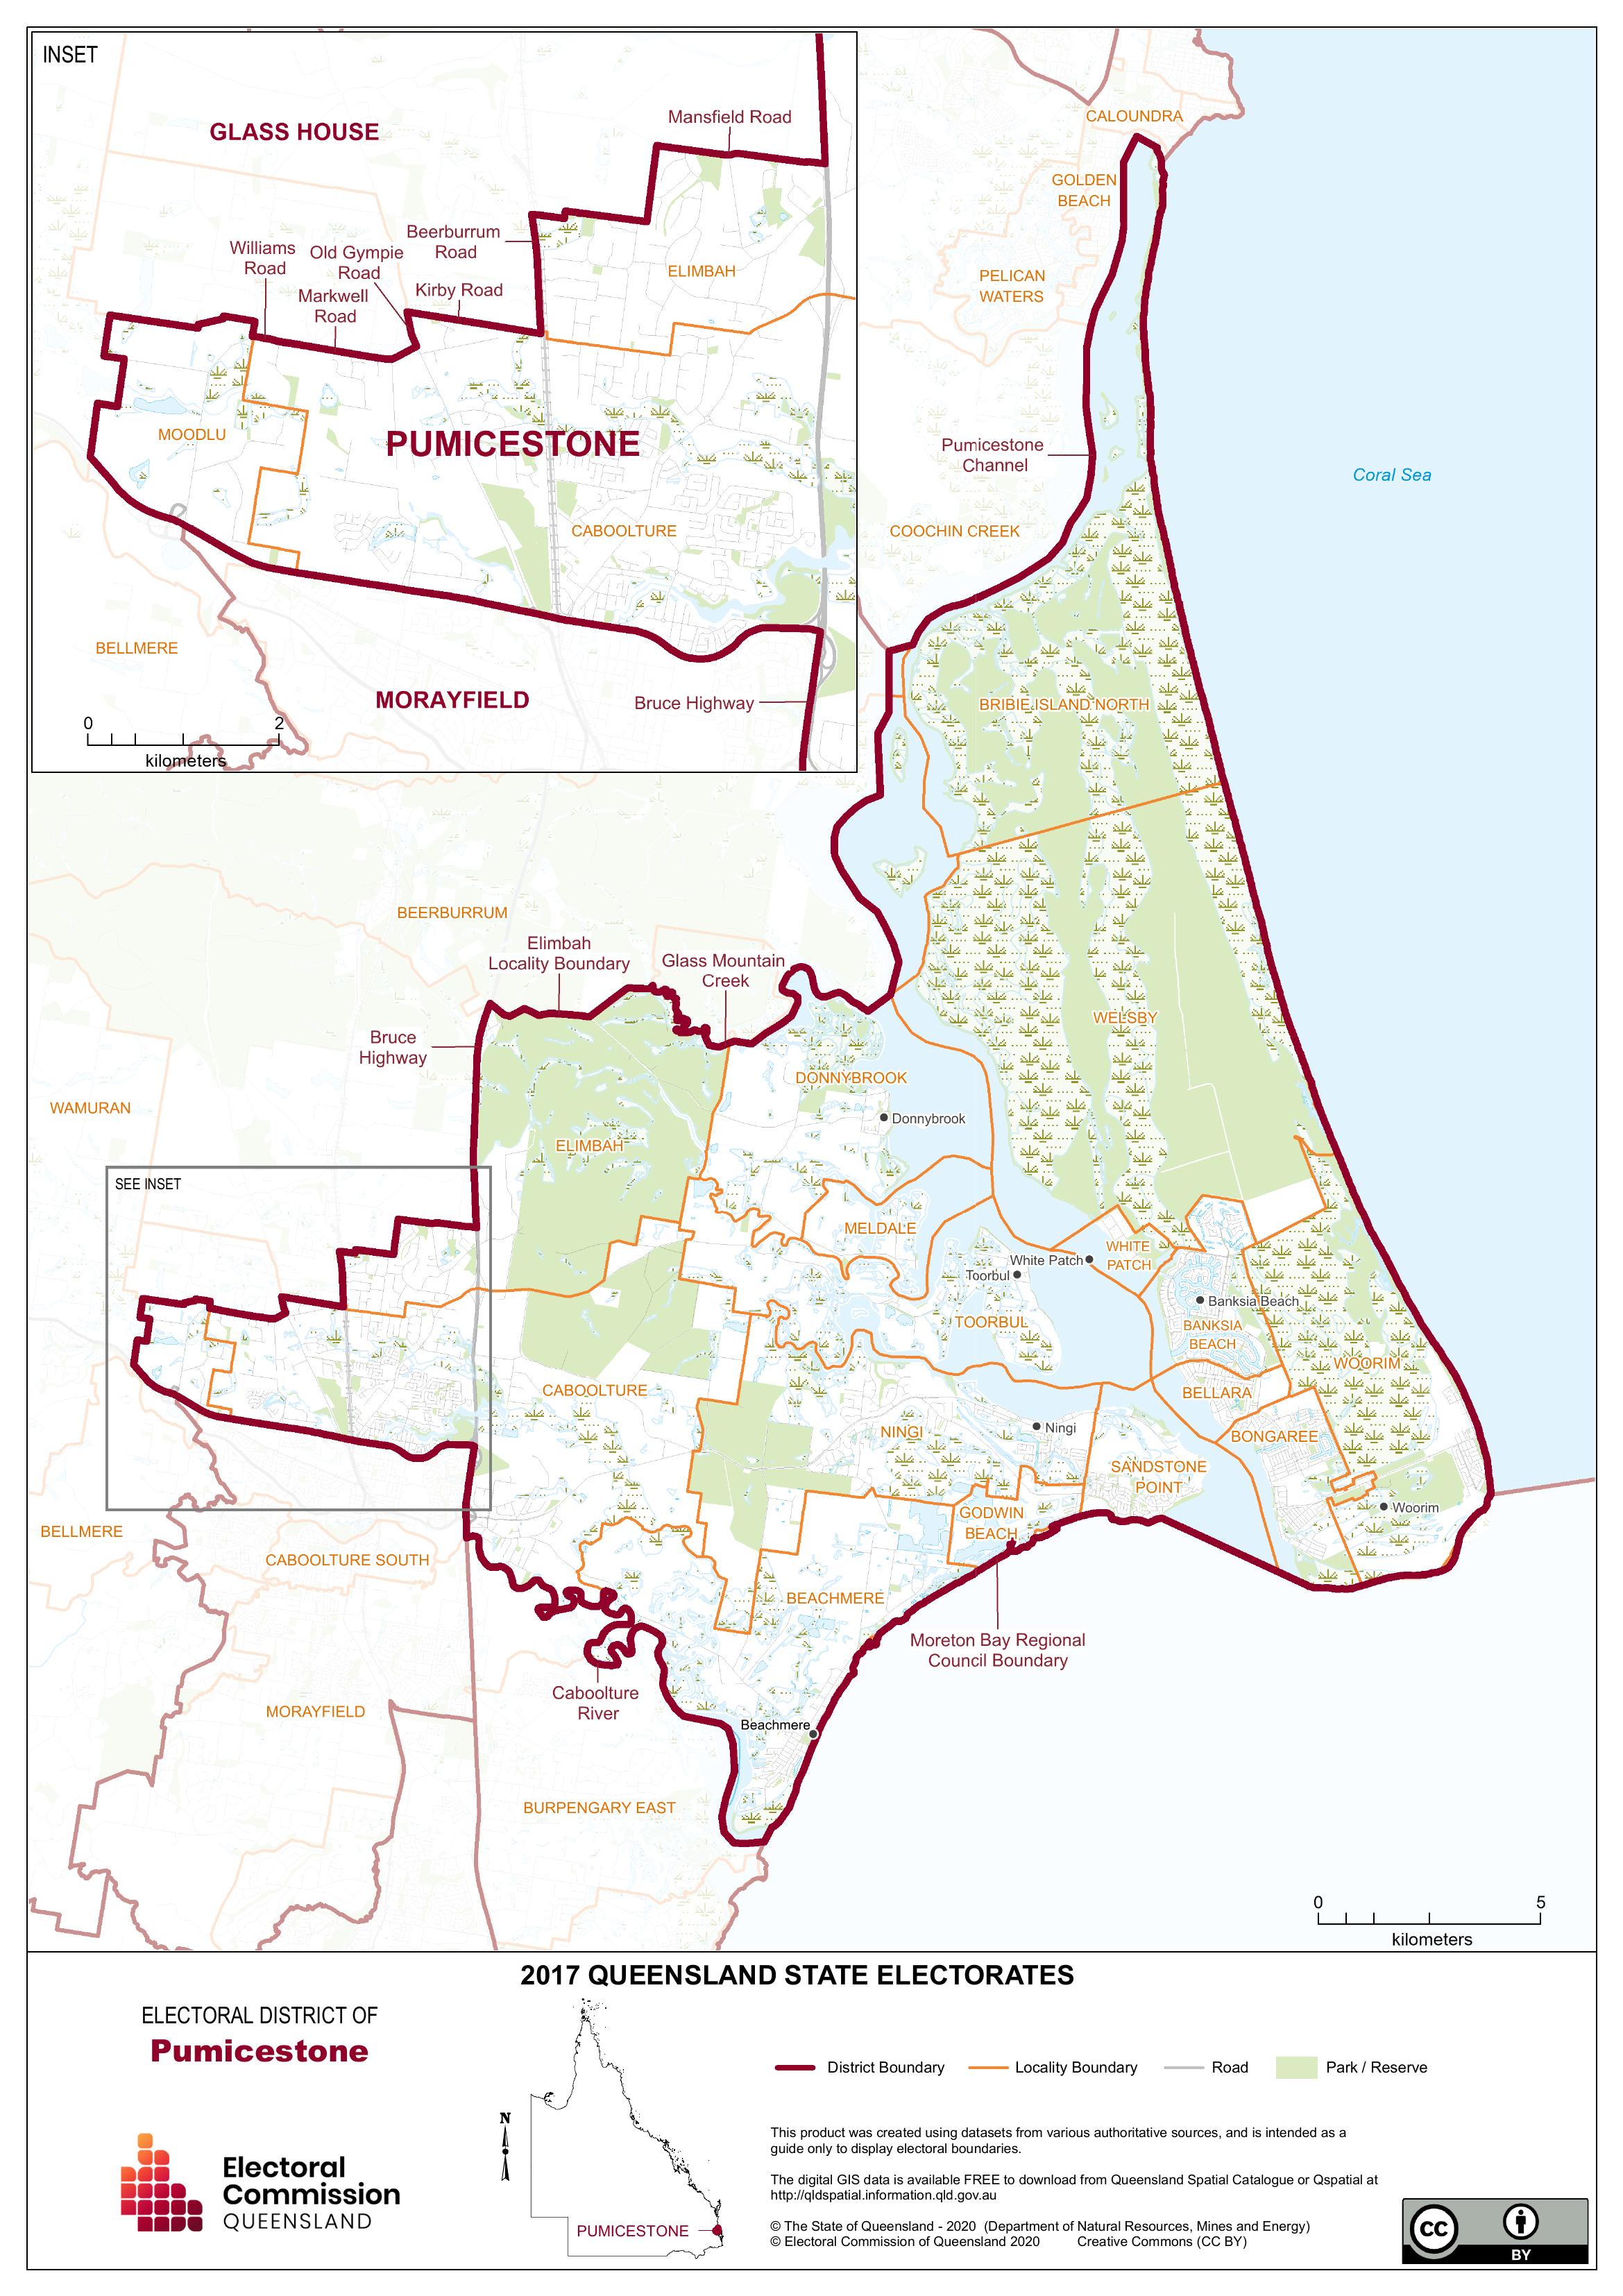 INSET
GLASS HOUSE
Mansfield Road
Beerburrum
Road
Williams
Road
Old Gympie
Road
Markwell
Road
Kirby Road
ELIMBAH
MOODLU
PUMICESTONE
CABOOLTURE
BELLMERE
MORAYFIELD
Bruce Highway
0
2
kilometers
CALOUNDRA
GOLDEN
BEACH
PELICAN
WATERS
Pumicestone
Channel
Coral Sea
COOCHIN CREEK
BRIBIE ISLAND NORTH
BEERBURRUM
Elimbah
Locality Boundary
Glass Mountain
Creek
WELSBY
Bruce
Highway
DONNYBROOK
WAMURAN
Donnybrook
ELIMBAH
SEE INSET
MELDALE
WHITE
PATCH
White Patch
Toorbul
Banksia Beach
TOORBUL
BANKSIA
BEACH
WOORIM
CABOOLTURE
BELLARA
NINGI
Ningi
BONGAREE
SANDSTONE
POINT
Woorim
GODWIN
BEACH
BELLMERE
CABOOLTURE SOUTH
BEACHMERE
Moreton Bay Regional
Council Boundary
Caboolture
River
MORAYFIELD
Beachmere
BURPENGARY EAST
0
5
kilometers
2017 QUEENSLAND STATE ELECTORATES
ELECTORAL DISTRICT OF
Pumicestone
District Boundary
Locality Boundary
Road
Park / Reserve
N
This product was created using datasets from various authoritative sources, and is intended as a
guide only to display electoral boundaries.
The digital GIS data is available FREE to download from Queensland Spatial Catalogue or Qspatial at
http://qldspatial.information.qld.gov.au
Electoral
Commission
QUEENSLAND
PUMICESTONE
© The State of Queensland - 2020 (Department of Natural Resources, Mines and Energy)
© Electoral Commission of Queensland 2020 Creative Commons (CC BY)
CC
BY